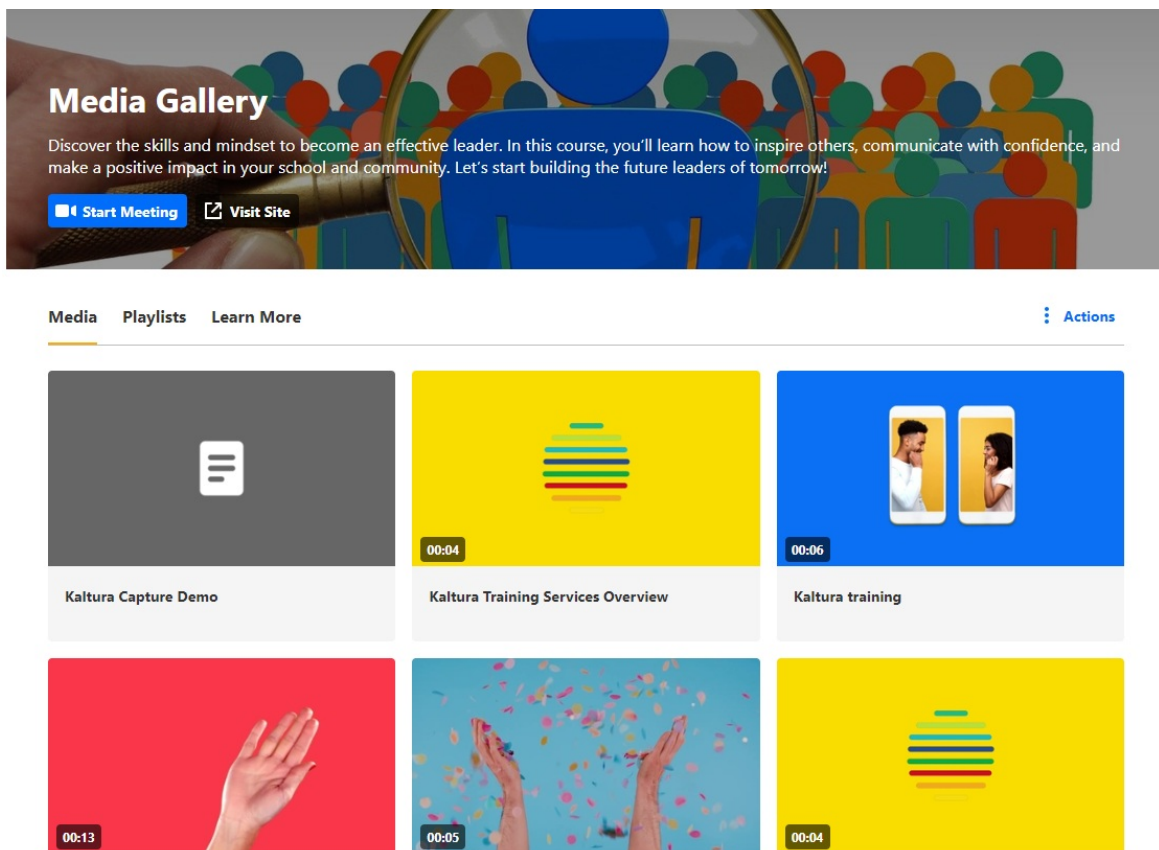 Media Gallery
Discover the skills and mindset to become an effective leader. In this course, you’ll learn how to inspire others, communicate with confidence, and
make a positive impact in your school and community. Let’s start building the future leaders of tomorrow!
Start Meeting Visit Site
Media Playlists Learn More Actions
00:04 00:06
Kaltura Capture Demo Kaltura Training Services Overview Kaltura training
00:13 00:05 00:04